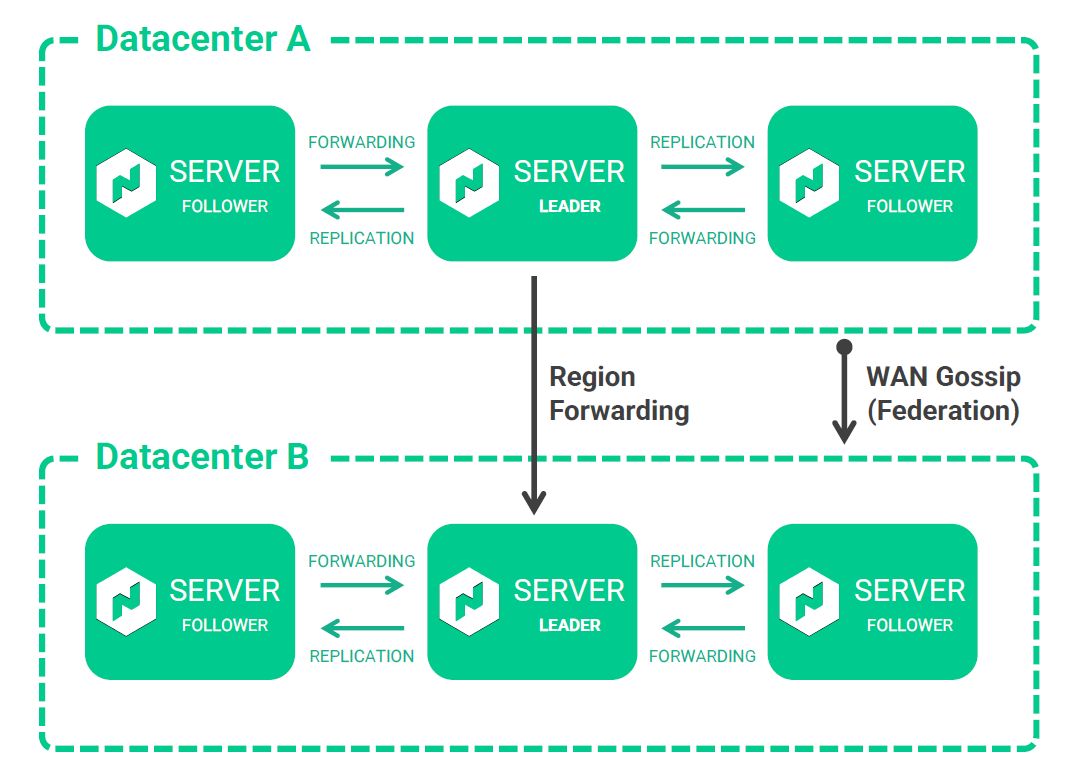 Datacenter A
FORWARDING
REPLICATION
SERVER
FOLLOWER
SERVER
LEADER
SERVER
FOLLOWER
REPLICATION
FORWARDING
Region
Forwarding
WAN Gossip
(Federation)
Datacenter B
FORWARDING
REPLICATION
SERVER
FOLLOWER
SERVER
LEADER
SERVER
FOLLOWER
REPLICATION
FORWARDING